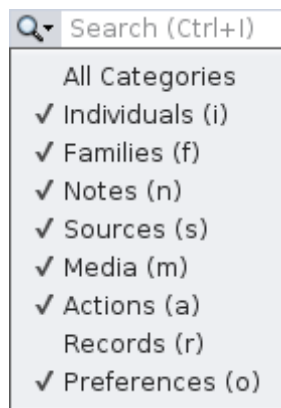 Search (Ctrl+I)
All Categories
Individuals (i)
Families (f)
Notes (n)
Sources (s)
Media (m)
Actions (a)
Records (r)
Preferences (o)